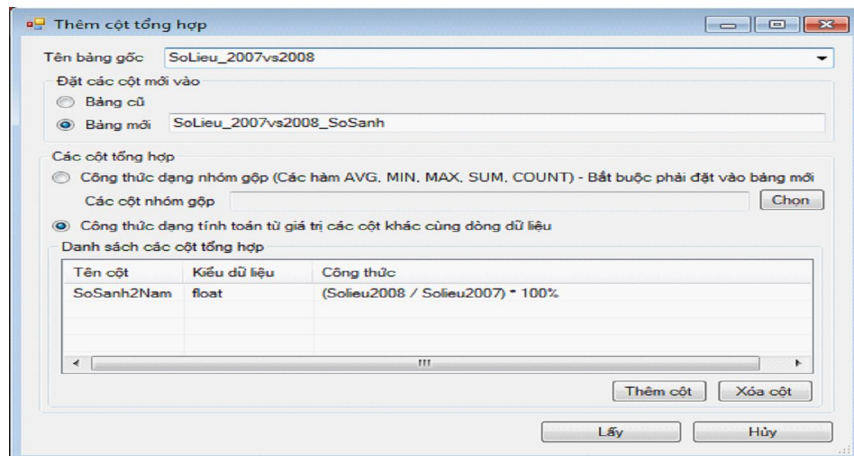 Thêm cột tổng hợp
Tên bảng gốc SoLieu_2007vs2008
Đặt các cột mới vào
Bảng cũ
Bảng mới SoLieu_2007vs2008_SoSanh
Các cột tổng hợp
Công thức dạng nhóm gộp (Các hàm AVG, MIN, MAX, SUM, COUNT) - Bắt buộc phải đặt vào bảng mới
Các cột nhóm gộp Chọn
Công thức dạng tính toán từ giá trị các cột khác cùng dòng dữ liệu
Danh sách các cột tổng hợp
Tên cột Kiểu dữ liệu Công thức
SoSanh2Nam float (Solieu2008 / Solieu2007) * 100%
Thêm cột Xóa cột
Lấy Hủy